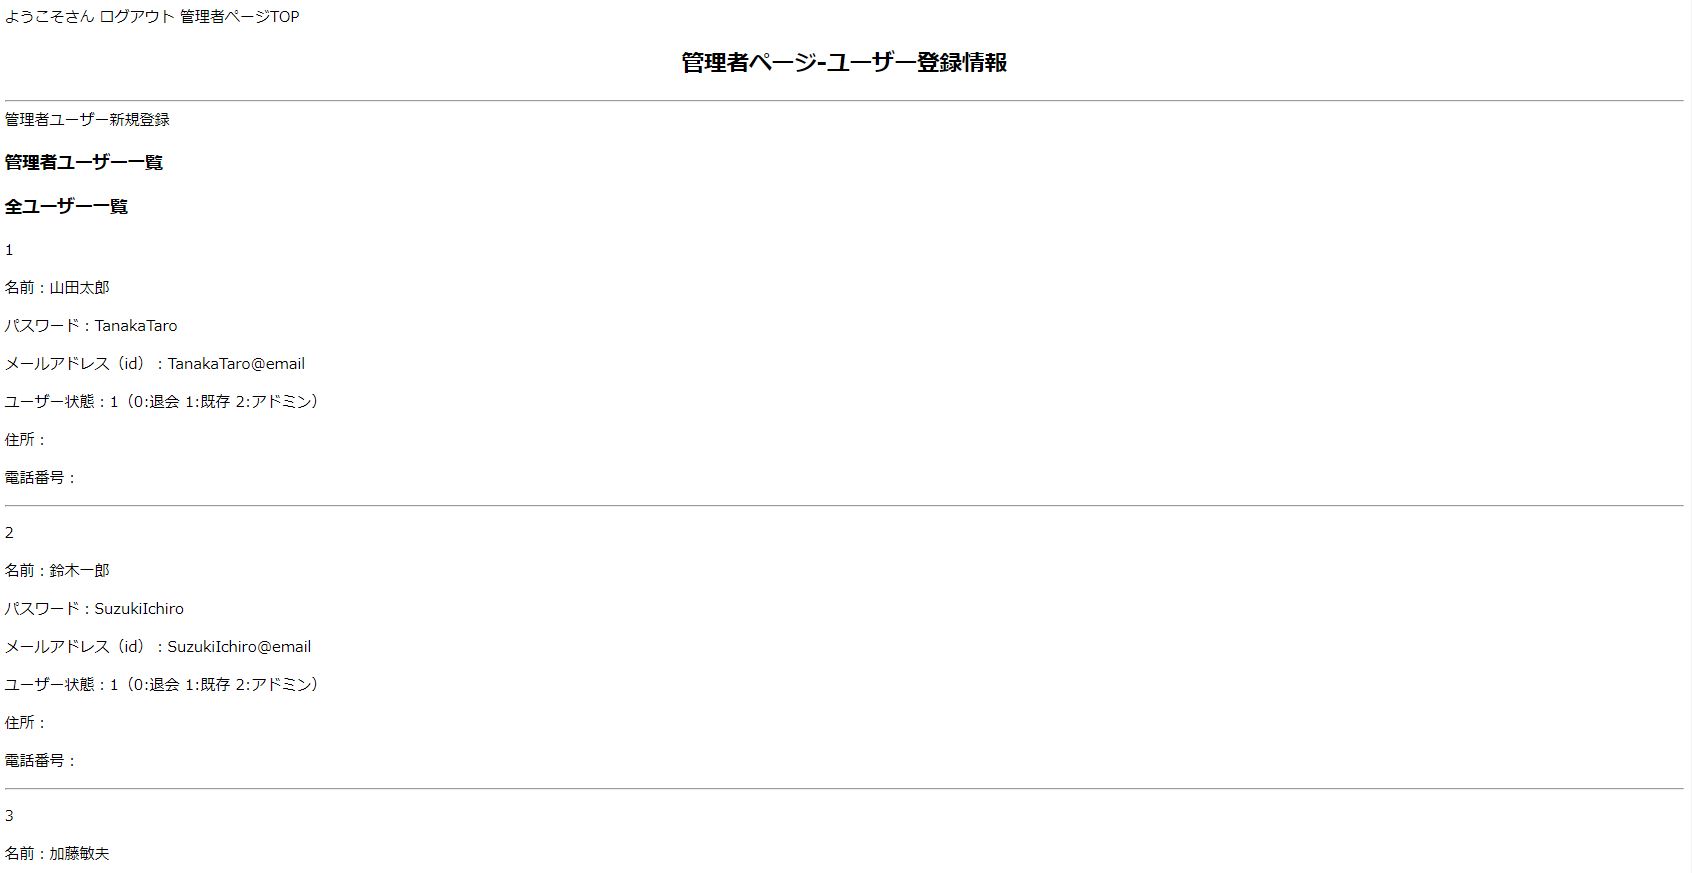 ようこそさん ログアウト 管理者ページTOP
管理者ページ-ユーザー登録情報
管理者ユーザー新規登録
管理者ユーザー一覧
全ユーザー一覧
1
名前：山田太郎
パスワード：TanakaTaro
メールアドレス（id）：TanakaTaro@email
ユーザー状態：1（0:退会 1:既存 2:アドミン）
住所：
電話番号：
2
名前：鈴木一郎
パスワード：SuzukiIchiro
メールアドレス（id）：SuzukiIchiro@email
ユーザー状態：1（0:退会 1:既存 2:アドミン）
住所：
電話番号：
3
名前：加藤敏夫